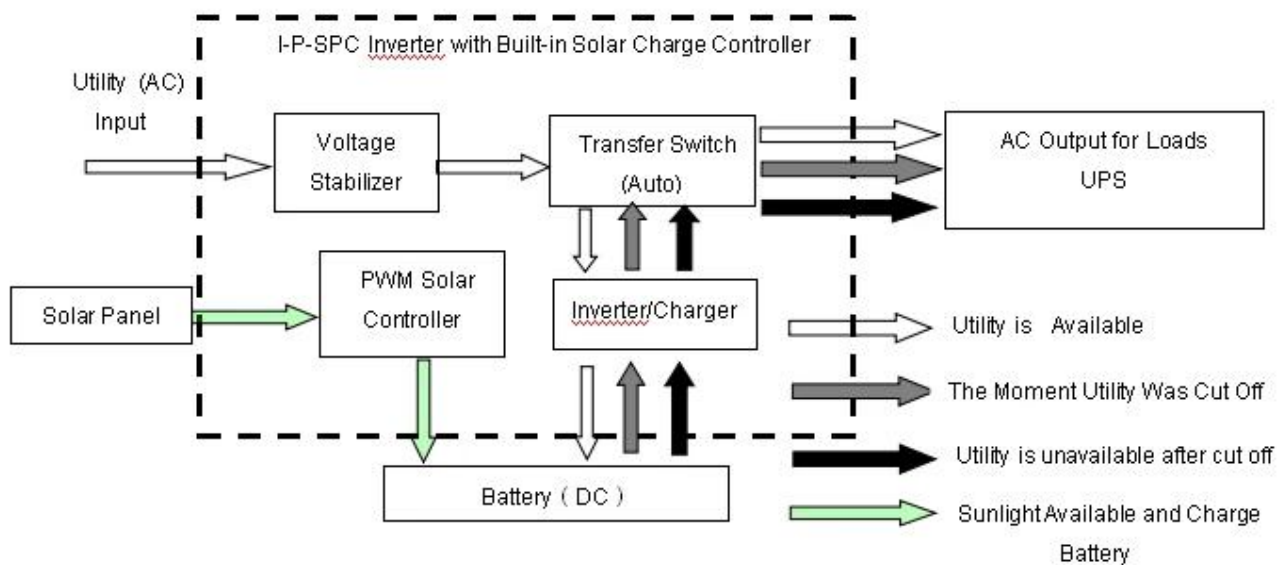 I-P-SPC Inverter with Built-in Solar Charge Controller
Utility (AC)
Input
Voltage
Stabilizer
Transfer Switch
(Auto)
AC Output for Loads
UPS
Solar Panel
PWM Solar
Controller
Inverter/Charger
Battery（DC）
Utility is Available
The Moment Utility Was Cut Off
Utility is unavailable after cut off
Sunlight Available and Charge
Battery